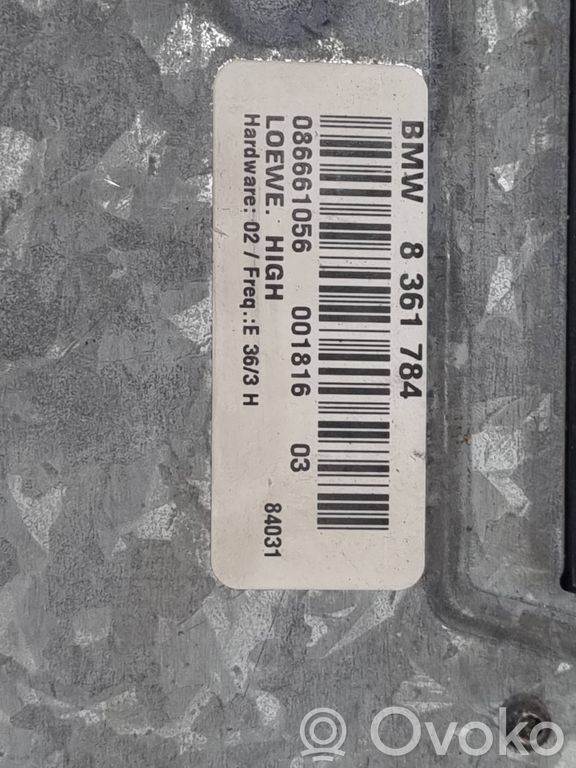 BMW 8 361 784
086661056 001816 03
LOEWE. HIGH
Hardware: 02 / Freq.:E 36/3 H 84031
Ovoko